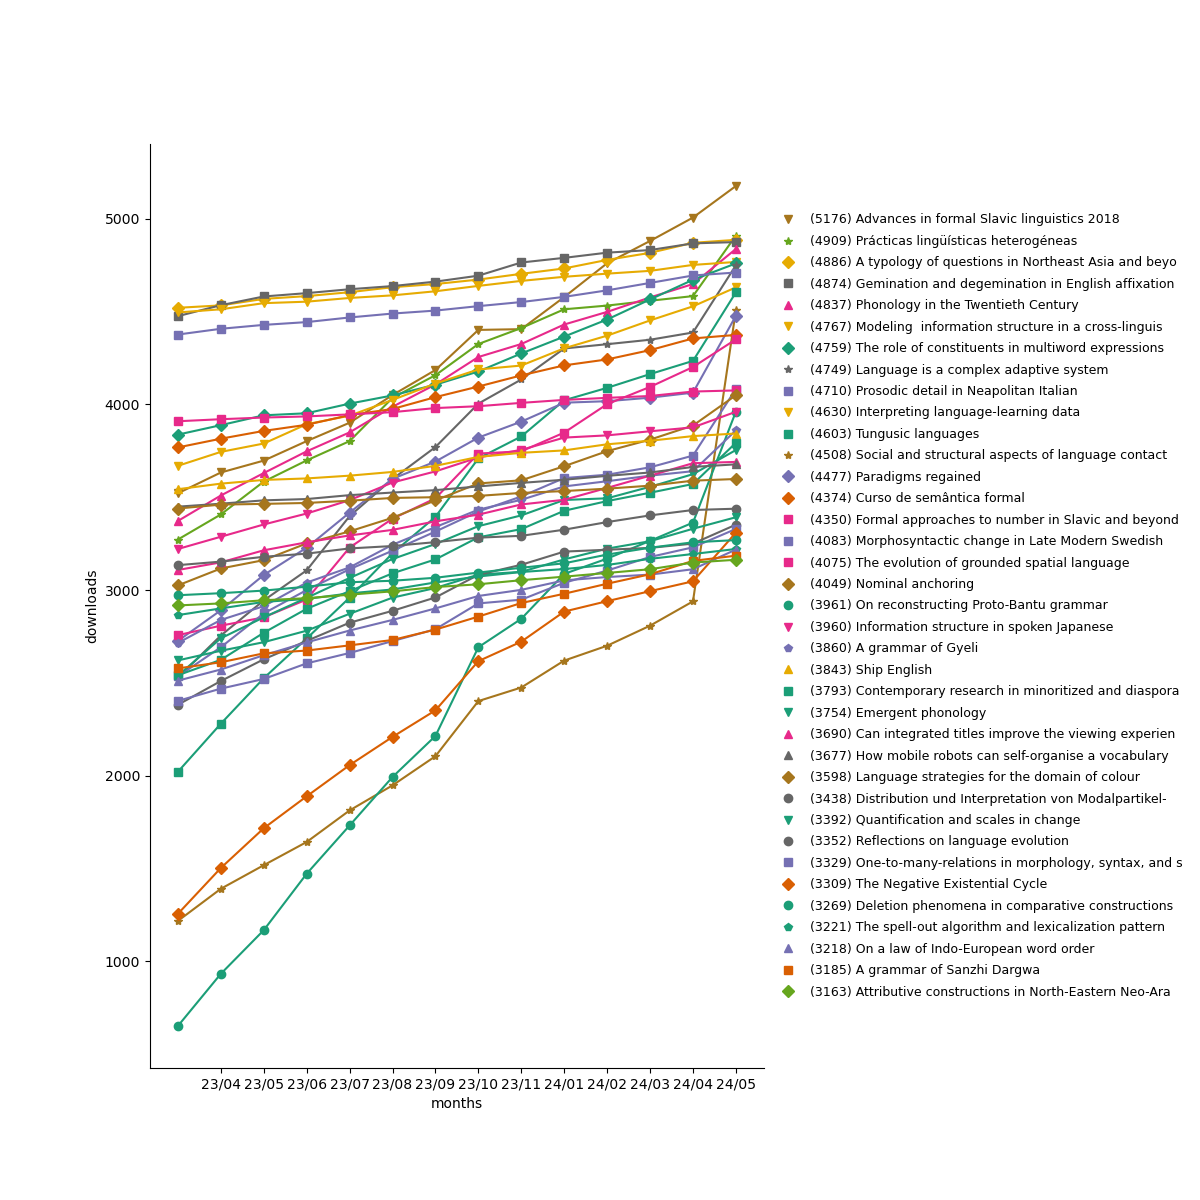 5000
4000
3000
2000
1000
downloads
23/04 23/05 23/06 23/07 23/08 23/09 23/10 23/11 24/01 24/02 24/03 24/04 24/05
months
(5176) Advances in formal Slavic linguistics 2018
(4909) Prácticas lingüísticas heterogéneas
(4886) A typology of questions in Northeast Asia and beyo
(4874) Gemination and degemination in English affixation
(4837) Phonology in the Twentieth Century
(4767) Modeling  information structure in a cross-linguis
(4759) The role of constituents in multiword expressions
(4749) Language is a complex adaptive system
(4710) Prosodic detail in Neapolitan Italian
(4630) Interpreting language-learning data
(4603) Tungusic languages
(4508) Social and structural aspects of language contact
(4477) Paradigms regained
(4374) Curso de semântica formal
(4350) Formal approaches to number in Slavic and beyond
(4083) Morphosyntactic change in Late Modern Swedish
(4075) The evolution of grounded spatial language
(4049) Nominal anchoring
(3961) On reconstructing Proto-Bantu grammar
(3960) Information structure in spoken Japanese
(3860) A grammar of Gyeli
(3843) Ship English
(3793) Contemporary research in minoritized and diaspora
(3754) Emergent phonology
(3690) Can integrated titles improve the viewing experien
(3677) How mobile robots can self-organise a vocabulary
(3598) Language strategies for the domain of colour
(3438) Distribution und Interpretation von Modalpartikel-
(3392) Quantification and scales in change
(3352) Reflections on language evolution
(3329) One-to-many-relations in morphology, syntax, and s
(3309) The Negative Existential Cycle
(3269) Deletion phenomena in comparative constructions
(3221) The spell-out algorithm and lexicalization pattern
(3218) On a law of Indo-European word order
(3185) A grammar of Sanzhi Dargwa
(3163) Attributive constructions in North-Eastern Neo-Ara